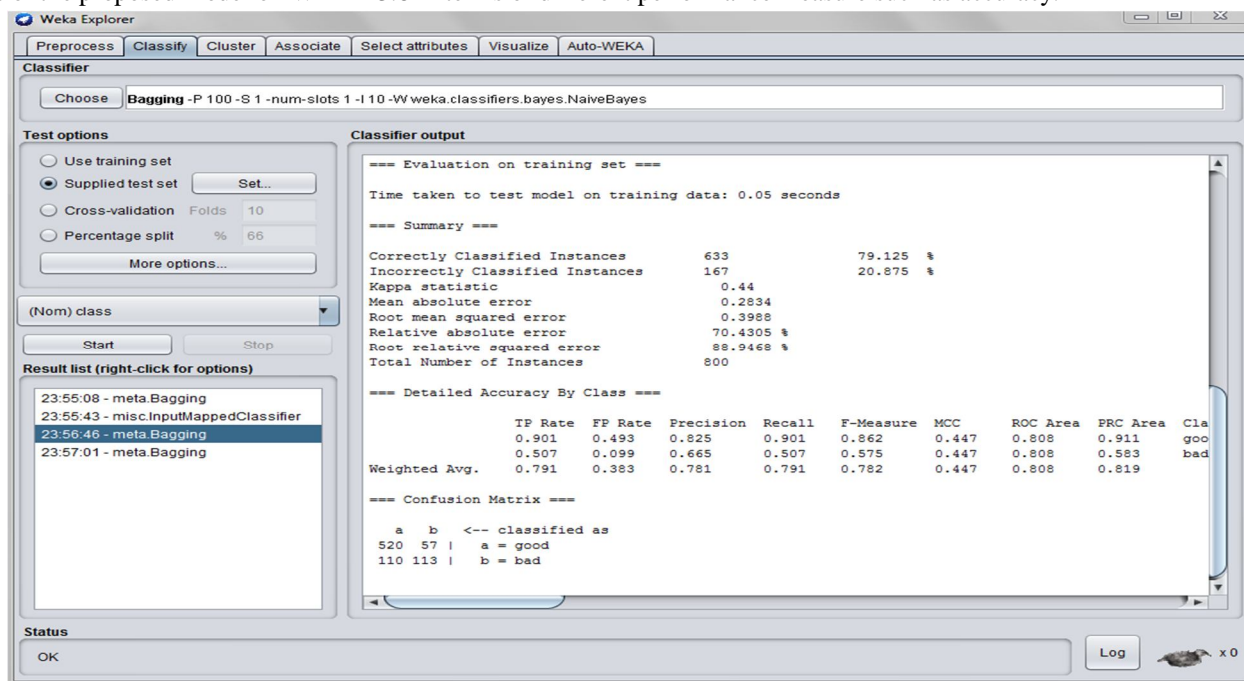 Weka Explorer
Preprocess Classify Cluster Associate Select attributes Visualize Auto-WEKA
Classifier
Choose Bagging -P 100 -S 1 -num-slots 1 -I 10 -W weka.classifiers.bayes.NaiveBayes
Test options
Use training set
Supplied test set Set...
Cross-validation Folds 10
Percentage split % 66
More options...
(Nom) class
Start Stop
Result list (right-click for options)
23:55:08 - meta.Bagging
23:55:43 - misc.InputMappedClassifier
23:56:46 - meta.Bagging
23:57:01 - meta.Bagging
Classifier output
=== Evaluation on training set ===
Time taken to test model on training data: 0.05 seconds
=== Summary ===
Correctly Classified Instances 633 79.125 %
Incorrectly Classified Instances 167 20.875 %
Kappa statistic 0.44
Mean absolute error 0.2834
Root mean squared error 0.3988
Relative absolute error 70.4305 %
Root relative squared error 88.9468 %
Total Number of Instances 800
=== Detailed Accuracy By Class ===
TP Rate FP Rate Precision Recall F-Measure MCC ROC Area PRC Area Cla
0.901 0.493 0.825 0.901 0.862 0.447 0.808 0.911 goo
0.507 0.099 0.665 0.507 0.575 0.447 0.808 0.583 bad
Weighted Avg. 0.791 0.383 0.781 0.791 0.782 0.447 0.808 0.819
=== Confusion Matrix ===
a b <-- classified as
520 57 | a = good
110 113 | b = bad
Status
OK
Log x 0